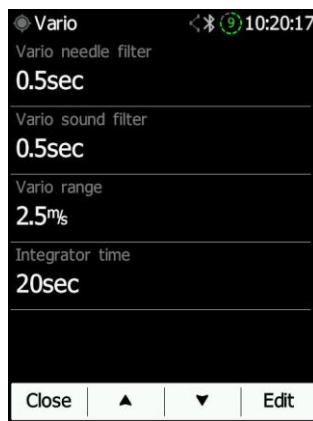 Vario 9 10:20:17
Vario needle filter
0.5sec
Vario sound filter
0.5sec
Vario range
2.5m/s
Integrator time
20sec
Close ▲ ▼ Edit